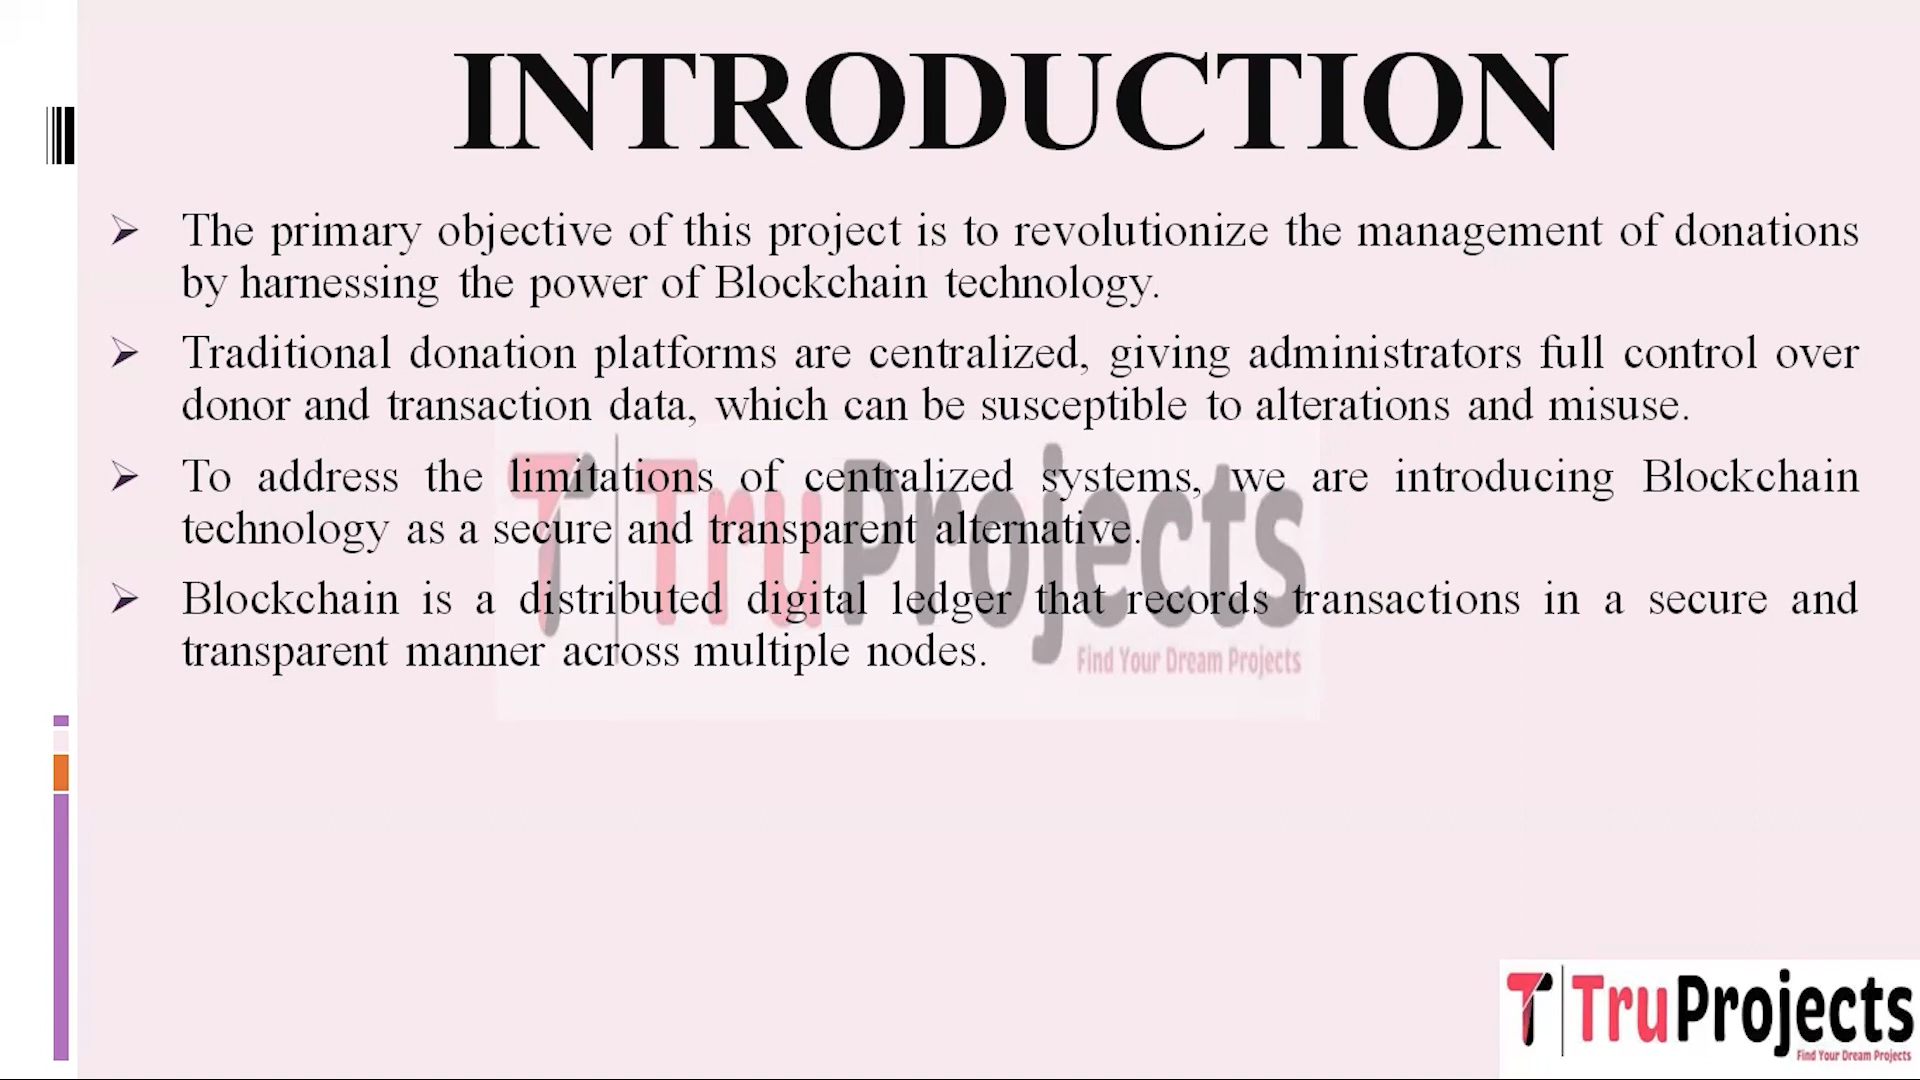 INTRODUCTION
➢ The primary objective of this project is to revolutionize the management of donations
by harnessing the power of Blockchain technology.
➢ Traditional donation platforms are centralized, giving administrators full control over
donor and transaction data, which can be susceptible to alterations and misuse.
➢ To address the limitations of centralized systems, we are introducing Blockchain
technology as a secure and transparent alternative.
➢ Blockchain is a distributed digital ledger that records transactions in a secure and
transparent manner across multiple nodes.
TruProjects
Find Your Dream Projects
TruProjects
Find Your Dream Projects